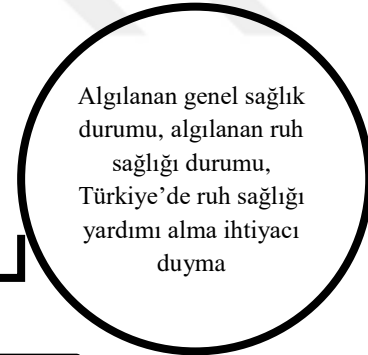 Algılanan genel sağlık
durumu, algılanan ruh
sağlığı durumu,
Türkiye’de ruh sağlığı
yardımı alma ihtiyacı
duyma